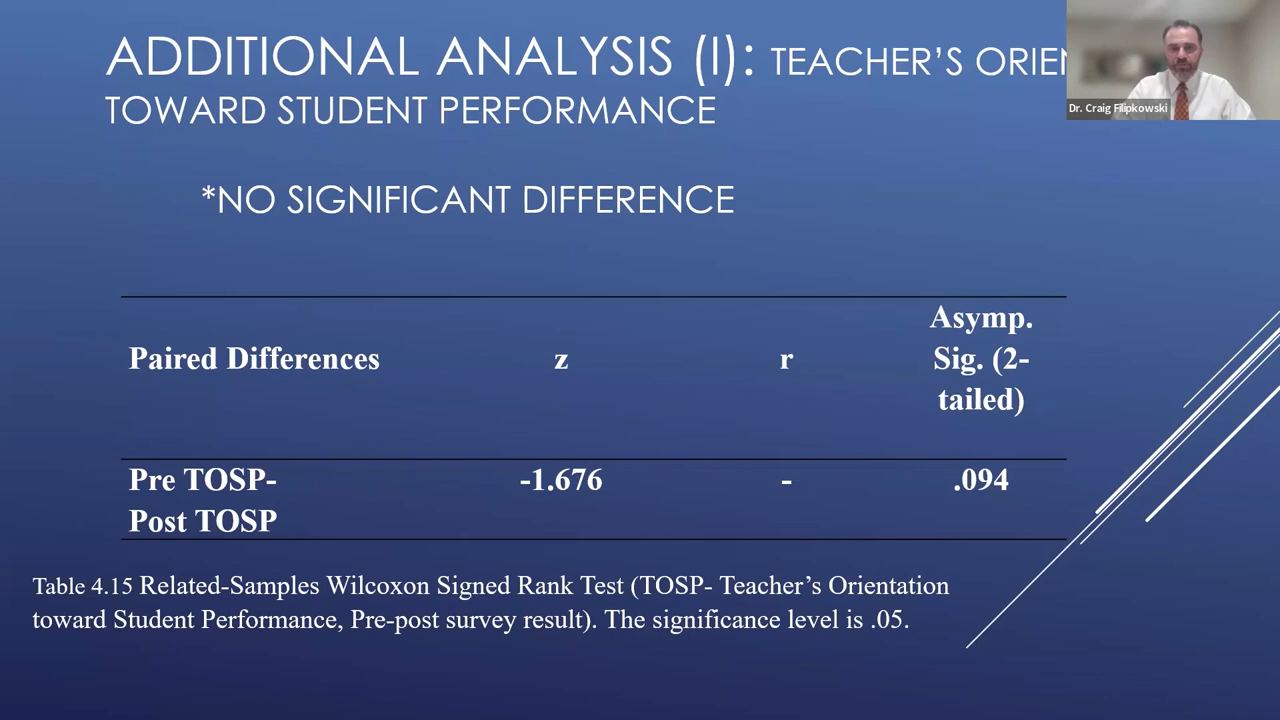 ADDITIONAL ANALYSIS (I): TEACHER'S
TOWARD STUDENT PERFORMANCE
Dr. Craig Filipkowski
*NO SIGNIFICANT DIFFERENCE
Asymp.
Paired Differences z r Sig. (2-
tailed)
Pre TOSP- -1.676 - .094
Post TOSP
Table 4.15 Related-Samples Wilcoxon Signed Rank Test (TOSP- Teacher's Orientation
toward Student Performance, Pre-post survey result). The significance level is .05.